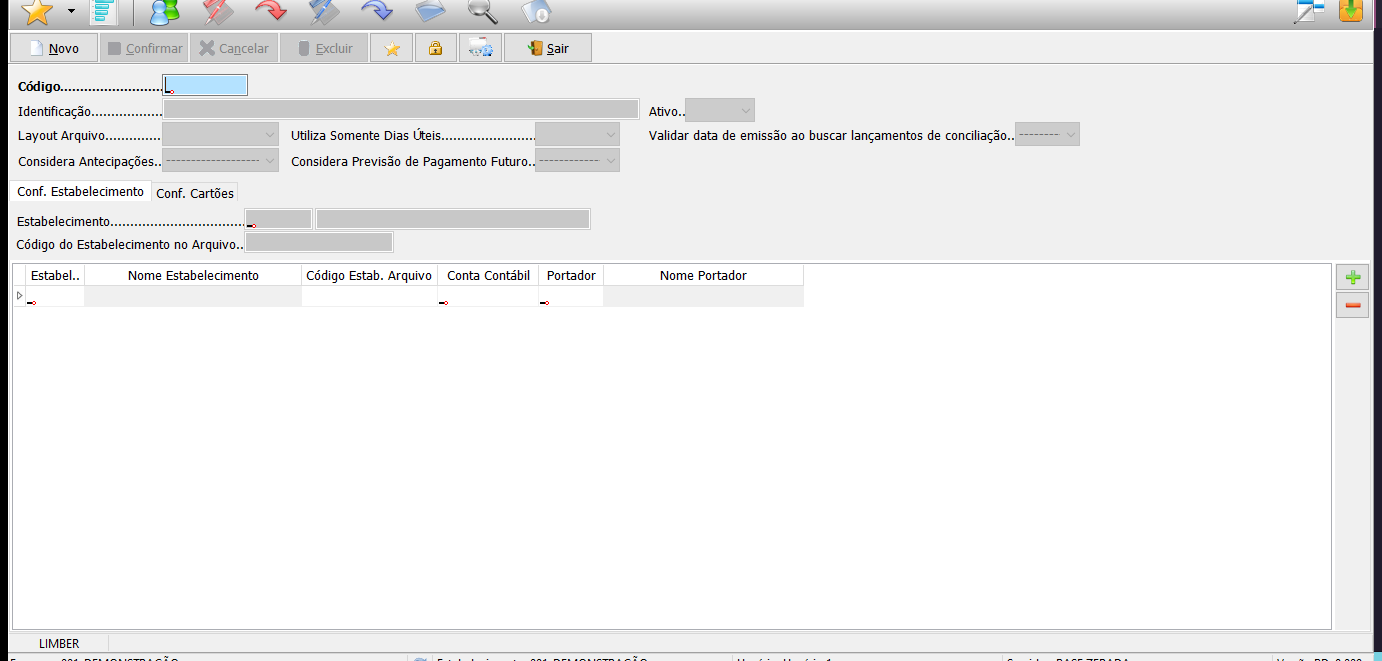 Novo Confirmar Cancelar Excluir Sair
Código..........................
Identificação.................. Ativo..
Layout Arquivo.............. Utiliza Somente Dias Úteis........................ Validar data de emissão ao buscar lançamentos de conciliação.. --------
Considera Antecipações.. ------------------- Considera Previsão de Pagamento Futuro.. ------------
Conf. Estabelecimento Conf. Cartões
Estabelecimento..................................
Código do Estabelecimento no Arquivo..
Estabel.. Nome Estabelecimento Código Estab. Arquivo Conta Contábil Portador Nome Portador
LIMBER